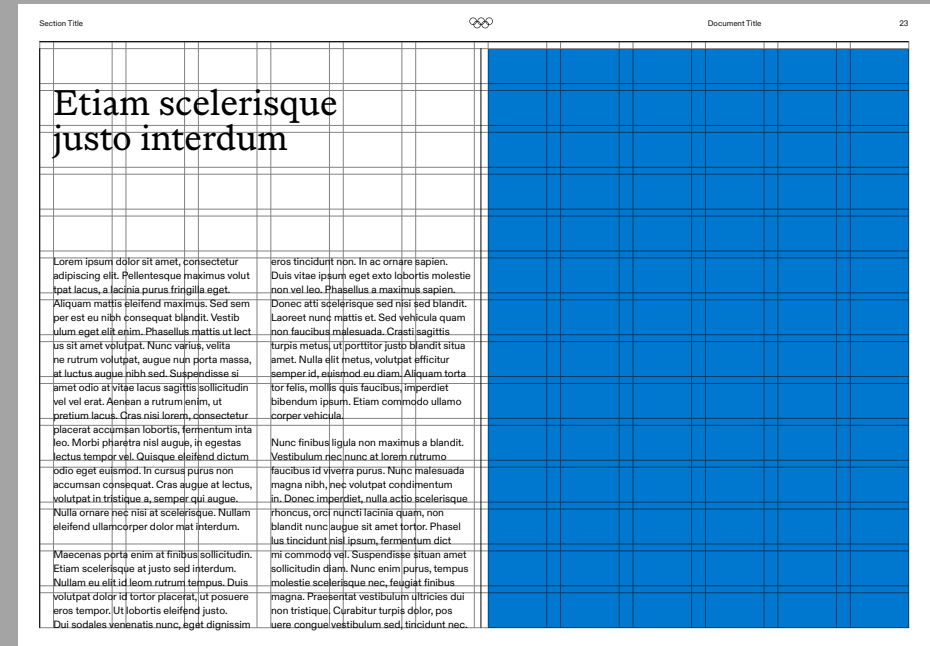 Section Title
Document Title
23
Etiam scelerisque
justo interdum
Lorem ipsum dolor sit amet, consectetur
adipiscing elit. Pellentesque maximus volut
tpat lacus, a lacinia purus fringilla eget.
Aliquam mattis eleifend maximus. Sed sem
per est eu nibh consequat blandit. Vestib
ulum eget elit enim. Phasellus mattis ut lect
us sit amet volutpat. Nunc varius, velita
ne rutrum volutpat, augue nun porta massa,
at luctus augue nibh sed. Suspendisse si
amet odio at vitae lacus sagittis sollicitudin
vel vel erat. Aenean a rutrum enim, ut
pretium lacus. Cras nisi lorem, consectetur
placerat accumsan lobortis, fermentum inta
leo. Morbi pharetra nisl augue, in egestas
lectus tempor vel. Quisque eleifend dictum
odio eget euismod. In cursus purus non
accumsan consequat. Cras augue at lectus,
volutpat in tristique a, semper qui augue.
Nulla ornare nec nisi at scelerisque. Nullam
eleifend ullamcorper dolor mat interdum.
Maecenas porta enim at finibus sollicitudin.
Etiam scelerisque at justo sed interdum.
Nullam eu elit id leom rutrum tempus. Duis
volutpat dolor id tortor placerat, ut posuere
eros tempor. Ut lobortis eleifend justo.
Dui sodales venenatis nunc, eget dignissim
eros tincidunt non. In ac ornare sapien.
Duis vitae ipsum eget exto lobortis molestie
non vel leo. Phasellus a maximus sapien.
Donec atti scelerisque sed nisi sed blandit.
Laoreet nunc mattis et. Sed vehicula quam
non faucibus malesuada. Crasti sagittis
turpis metus, ut porttitor justo blandit situa
amet. Nulla elit metus, volutpat efficitur
semper id, euismod eu diam. Aliquam torta
tor felis, mollis quis faucibus, imperdiet
bibendum ipsum. Etiam commodo ullamo
corper vehicula.
Nunc finibus ligula non maximus a blandit.
Vestibulum nec nunc at lorem rutrumo
faucibus id viverra purus. Nunc malesuada
magna nibh, nec volutpat condimentum
in. Donec imperdiet, nulla actio scelerisque
rhoncus, orci nuncti lacinia quam, non
blandit nunc augue sit amet tortor. Phasel
lus tincidunt nisl ipsum, fermentum dict
mi commodo vel. Suspendisse situan amet
sollicitudin diam. Nunc enim purus, tempus
molestie scelerisque nec, feugiat finibus
magna. Praesentat vestibulum ultricies dui
non tristique. Curabitur turpis dolor, pos
uere congue vestibulum sed, tincidunt nec.